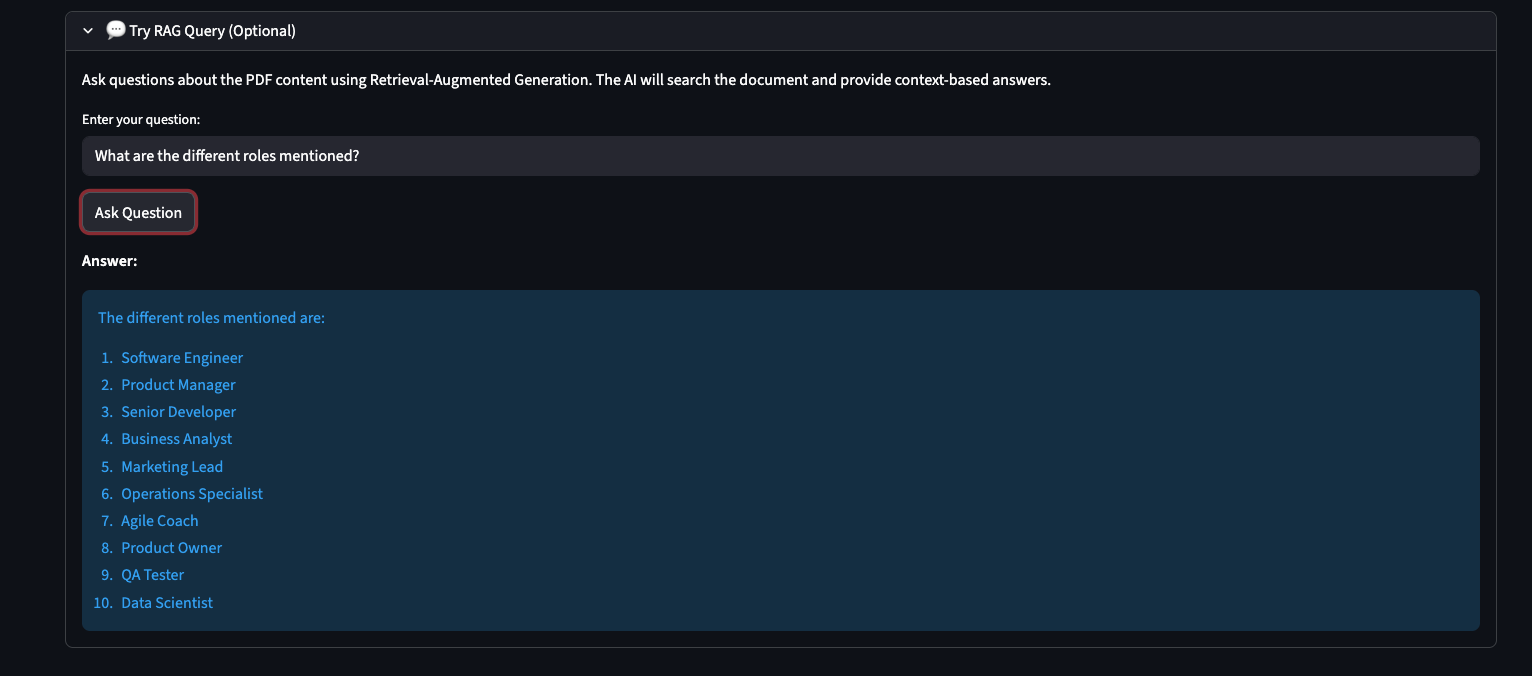 💬 Try RAG Query (Optional)
Ask questions about the PDF content using Retrieval-Augmented Generation. The AI will search the document and provide context-based answers.
Enter your question:
What are the different roles mentioned?
Ask Question
Answer:
The different roles mentioned are:
1. Software Engineer
2. Product Manager
3. Senior Developer
4. Business Analyst
5. Marketing Lead
6. Operations Specialist
7. Agile Coach
8. Product Owner
9. QA Tester
10. Data Scientist